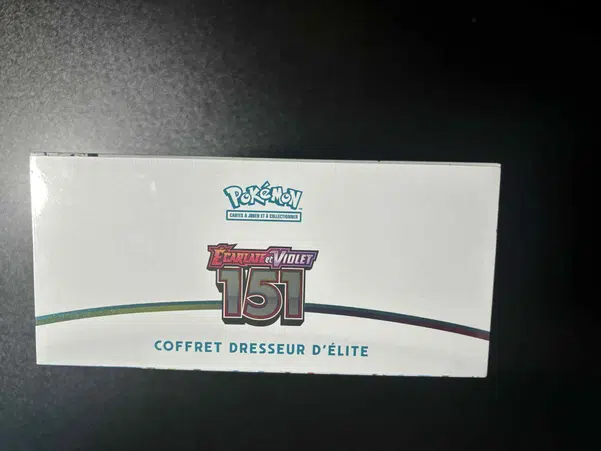 POKÉMON
CARTES À JOUER ET À COLLECTIONNER
ÉCARLATE ET VIOLET
151
COFFRET DRESSEUR D'ÉLITE